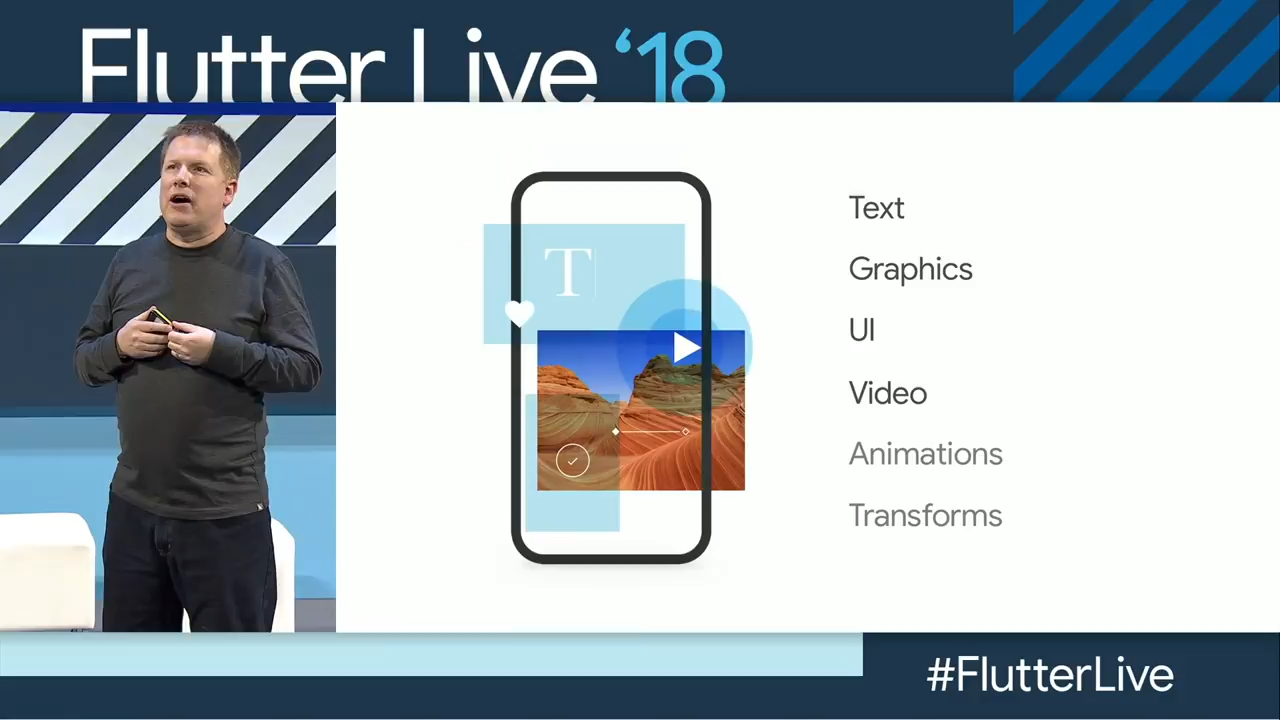 Flutter Live ‘18
T
Text
Graphics
UI
Video
Animations
Transforms
#FlutterLive